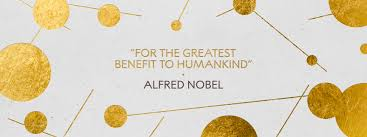 “FOR THE GREATEST
BENEFIT TO HUMANKIND”
ALFRED NOBEL